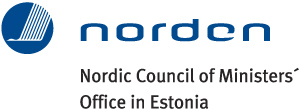 norden
Nordic Council of Ministers´
Office in Estonia